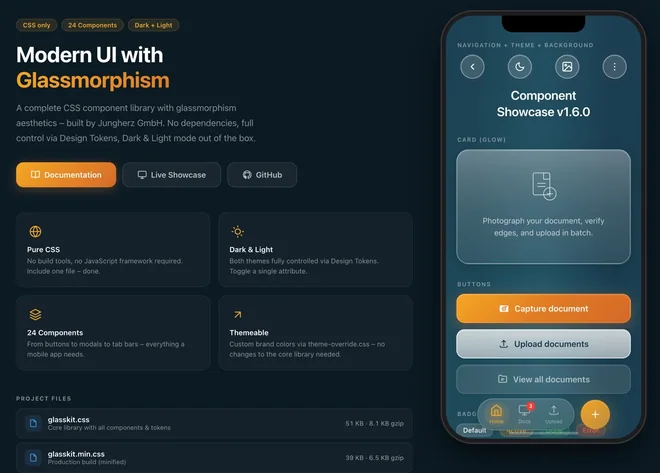 CSS only
24 Components
Dark + Light
Modern UI with
Glassmorphism
A complete CSS component library with glassmorphism
aesthetics – built by Jungherz GmbH. No dependencies, full
control via Design Tokens, Dark & Light mode out of the box.
Documentation
Live Showcase
GitHub
Pure CSS
No build tools, no JavaScript framework required.
Include one file – done.
Dark & Light
Both themes fully controlled via Design Tokens.
Toggle a single attribute.
24 Components
From buttons to modals to tab bars – everything a
mobile app needs.
Themeable
Custom brand colors via theme-override.css – no
changes to the core library needed.
PROJECT FILES
glasskit.css
Core library with all components & tokens
51 KB · 8.1 KB gzip
glasskit.min.css
Production build (minified)
39 KB · 6.5 KB gzip
NAVIGATION + THEME + BACKGROUND
Component
Showcase v1.6.0
CARD (GLOW)
Photograph your document, verify
edges, and upload in batch.
BUTTONS
Capture document
Upload documents
View all documents
BADG
3
Home
Docs
Upload
Default
Active
Error